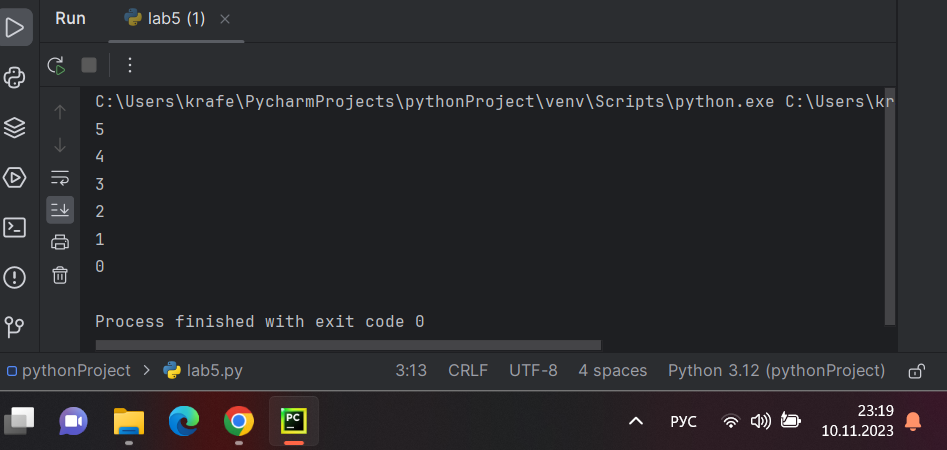 Run lab5 (1)
C:\Users\krafe\PycharmProjects\pythonProject\venv\Scripts\python.exe C:\Users\kr
5
4
3
2
1
0
Process finished with exit code 0
pythonProject > lab5.py 3:13 CRLF UTF-8 4 spaces Python 3.12 (pythonProject)
PC
РУС
23:19
10.11.2023